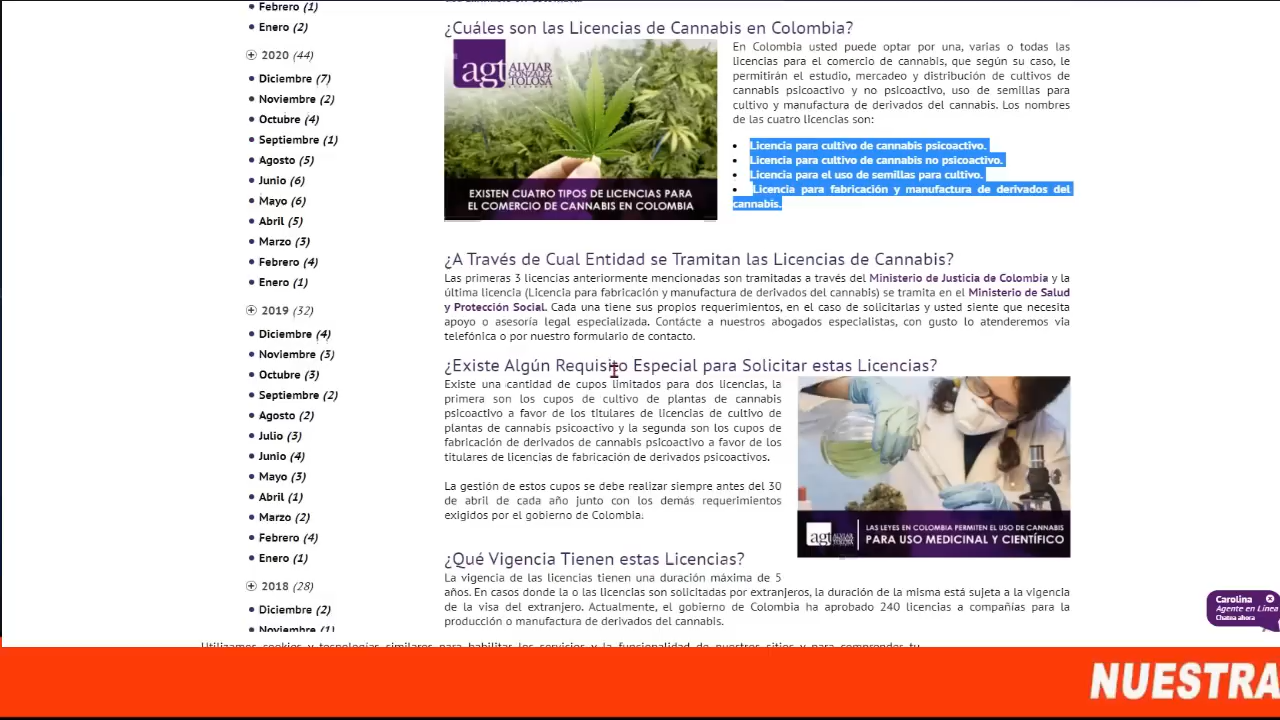 Febrero (1)
Enero (2)
2020 (44)
Diciembre (7)
Noviembre (2)
Octubre (4)
Septiembre (1)
Agosto (5)
Junio (6)
Mayo (6)
Abril (5)
Marzo (3)
Febrero (4)
Enero (1)
2019 (32)
Diciembre (4)
Noviembre (3)
Octubre (3)
Septiembre (2)
Agosto (2)
Julio (3)
Junio (4)
Mayo (3)
Abril (1)
Marzo (2)
Febrero (4)
Enero (1)
2018 (28)
Diciembre (2)
Noviembre (1)
¿Cuáles son las Licencias de Cannabis en Colombia?
agt ALVIAR
GONZÁLEZ
TOLOSA
EXISTEN CUATRO TIPOS DE LICENCIAS PARA
EL COMERCIO DE CANNABIS EN COLOMBIA
En Colombia usted puede optar por una, varias o todas las
licencias para el comercio de cannabis, que según su caso, le
permitirán el estudio, mercadeo y distribución de cultivos de
cannabis psicoactivo y no psicoactivo, uso de semillas para
cultivo y manufactura de derivados del cannabis. Los nombres
de las cuatro licencias son:
• Licencia para cultivo de cannabis psicoactivo.
• Licencia para cultivo de cannabis no psicoactivo.
• Licencia para el uso de semillas para cultivo.
• Licencia para fabricación y manufactura de derivados del
cannabis.
¿A Través de Cual Entidad se Tramitan las Licencias de Cannabis?
Las primeras 3 licencias anteriormente mencionadas son tramitadas a través del Ministerio de Justicia de Colombia y la
última licencia (Licencia para fabricación y manufactura de derivados del cannabis) se tramita en el Ministerio de Salud
y Protección Social. Cada una tiene sus propios requerimientos, en el caso de solicitarlas y usted siente que necesita
apoyo o asesoría legal especializada. Contácte a nuestros abogados especialistas, con gusto lo atenderemos vía
telefónica o por nuestro formulario de contacto.
¿Existe Algún Requisito Especial para Solicitar estas Licencias?
Existe una cantidad de cupos limitados para dos licencias, la
primera son los cupos de cultivo de plantas de cannabis
psicoactivo a favor de los titulares de licencias de cultivo de
plantas de cannabis psicoactivo y la segunda son los cupos de
fabricación de derivados de cannabis psicoactivo a favor de los
titulares de licencias de fabricación de derivados psicoactivos.
La gestión de estos cupos se debe realizar siempre antes del 30
de abril de cada año junto con los demás requerimientos
exigidos por el gobierno de Colombia.
agt
LAS LEYES EN COLOMBIA PERMITEN EL USO DE CANNABIS
PARA USO MEDICINAL Y CIENTÍFICO
¿Qué Vigencia Tienen estas Licencias?
La vigencia de las licencias tienen una duración máxima de 5
años. En casos donde la o las licencias son solicitadas por extranjeros, la duración de la misma está sujeta a la vigencia
de la visa del extranjero. Actualmente, el gobierno de Colombia ha aprobado 240 licencias a compañías para la
producción o manufactura de derivados del cannabis.
Carolina
Agente en Línea
Chatea ahora
Utilizamos cookies y tecnologías similares para habilitar los servicios y la funcionalidad de nuestros sitios y para comprender tu
NUESTRA